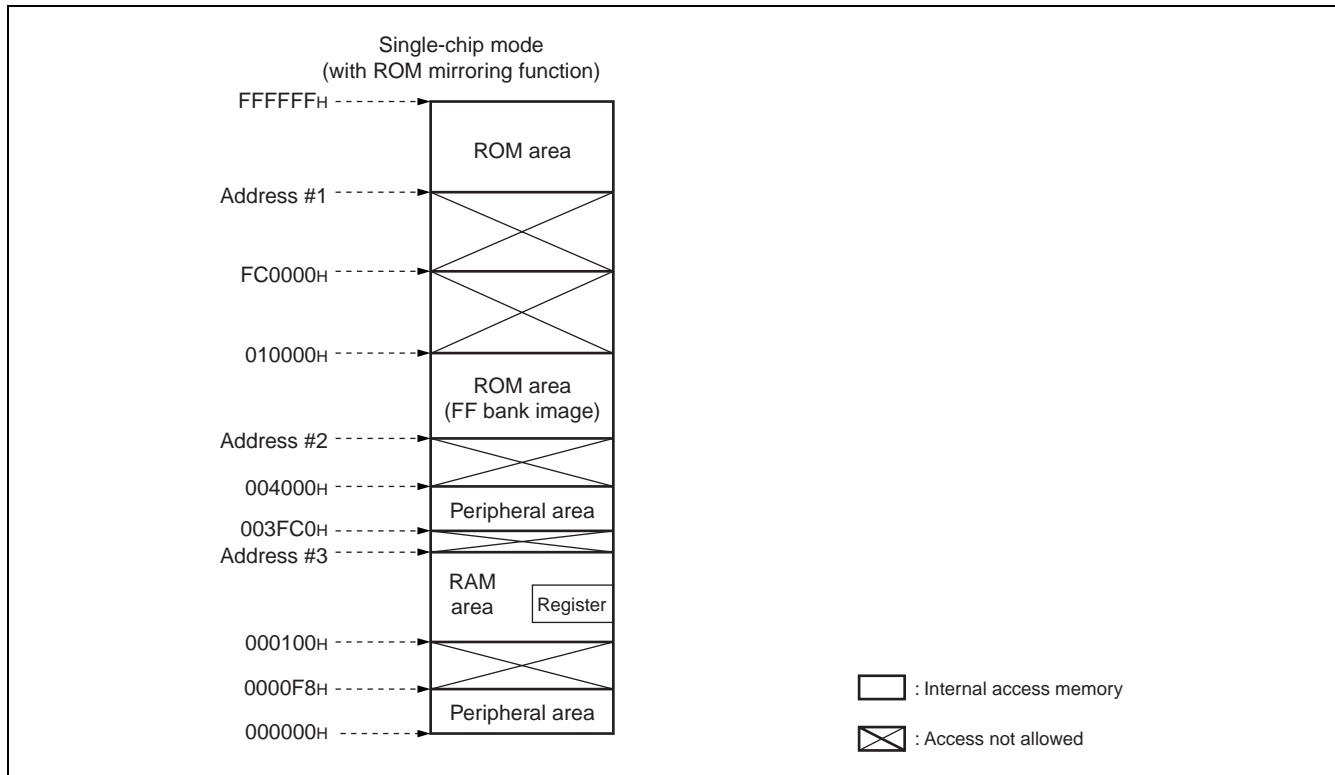 Single-chip mode
(with ROM mirroring function)
FFFFFFH
ROM area
Address #1
FC0000H
010000H
ROM area
(FF bank image)
Address #2
004000H
Peripheral area
003FC0H
Address #3
RAM
area
Register
000100H
0000F8H
Peripheral area
000000H
: Internal access memory
: Access not allowed